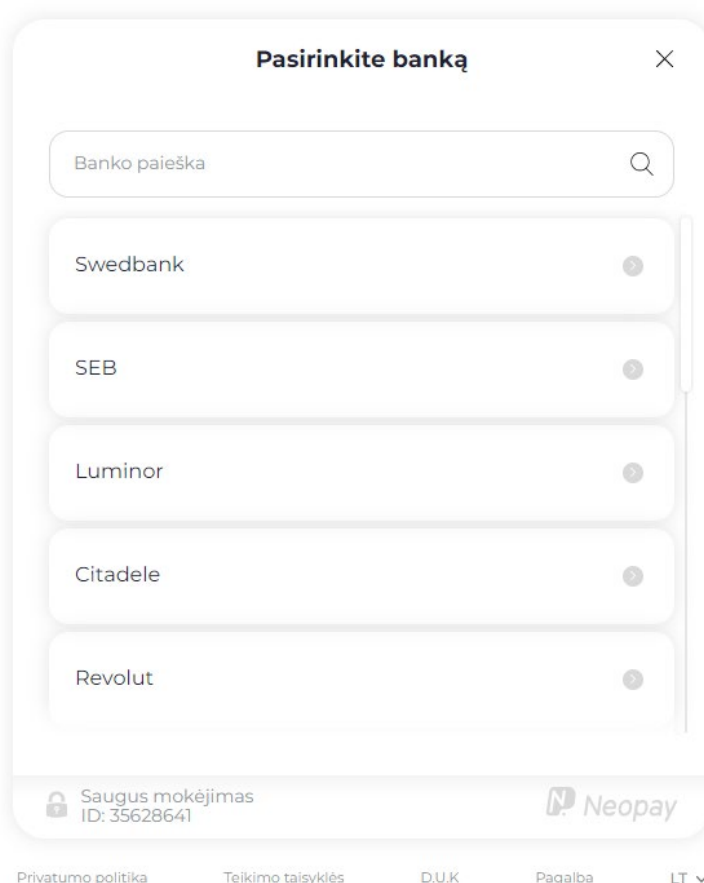 Pasirinkite banką
Banko paieška
Swedbank
SEB
Luminor
Citadele
Revolut
Saugus mokėjimas
ID: 35628641
Neopay
Privatumo politika Teikimo taisyklės D.U.K Pagalba LT